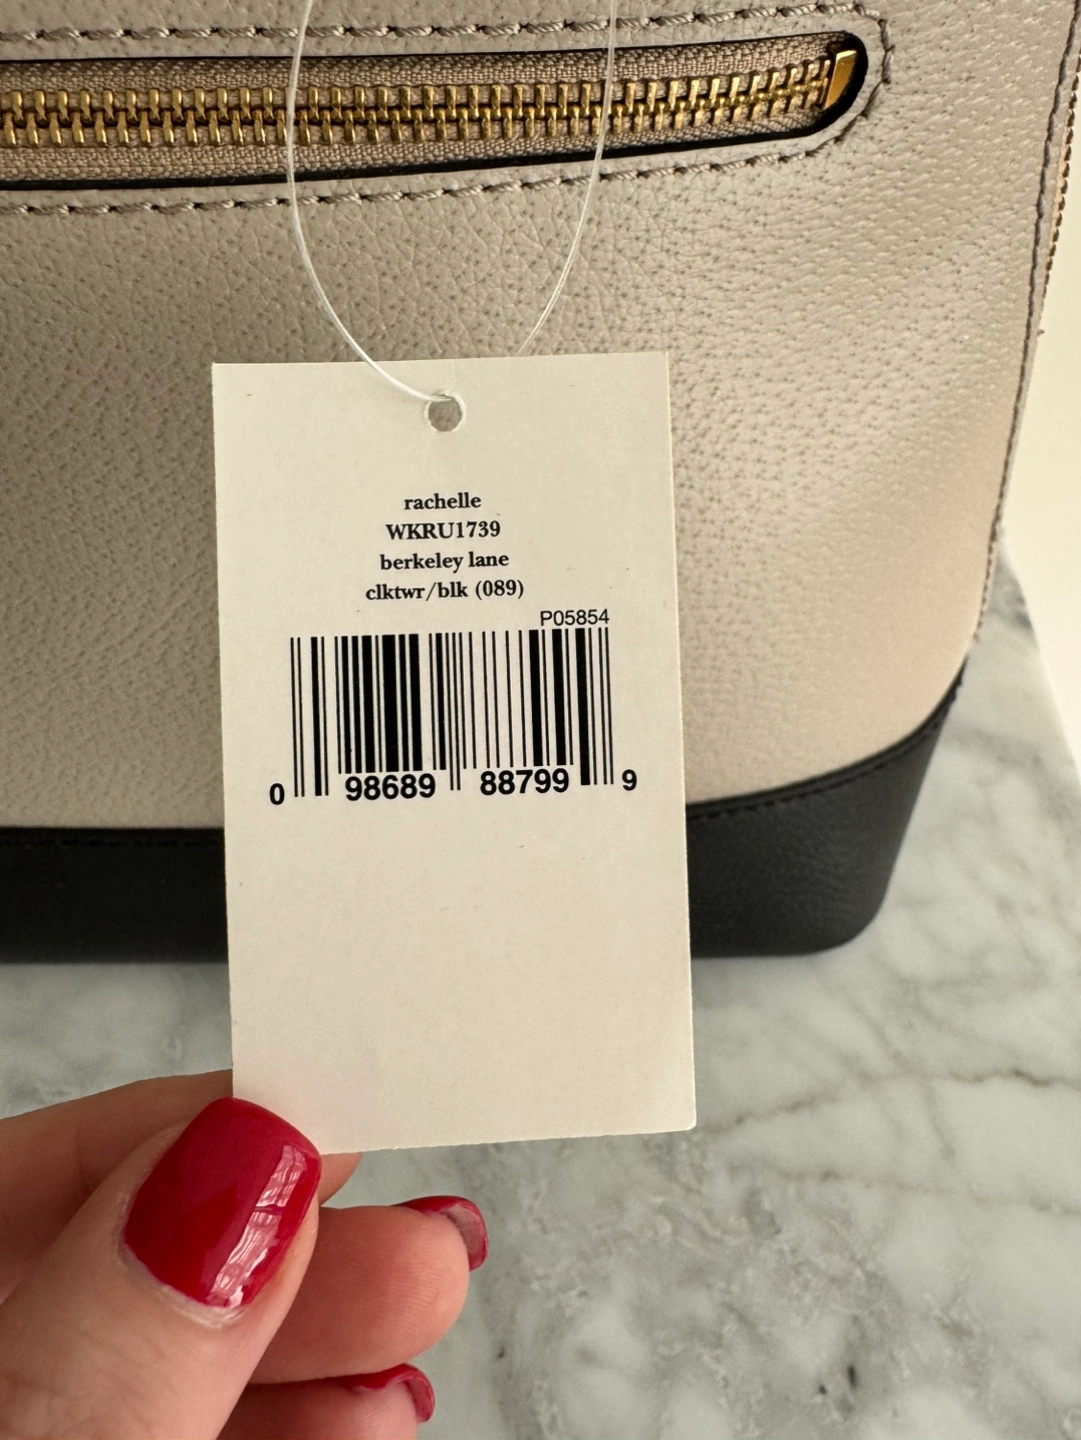 rachelle
WKRU1739
berkeley lane
clktwr/blk (089)
P05854
0 98689 88799 9